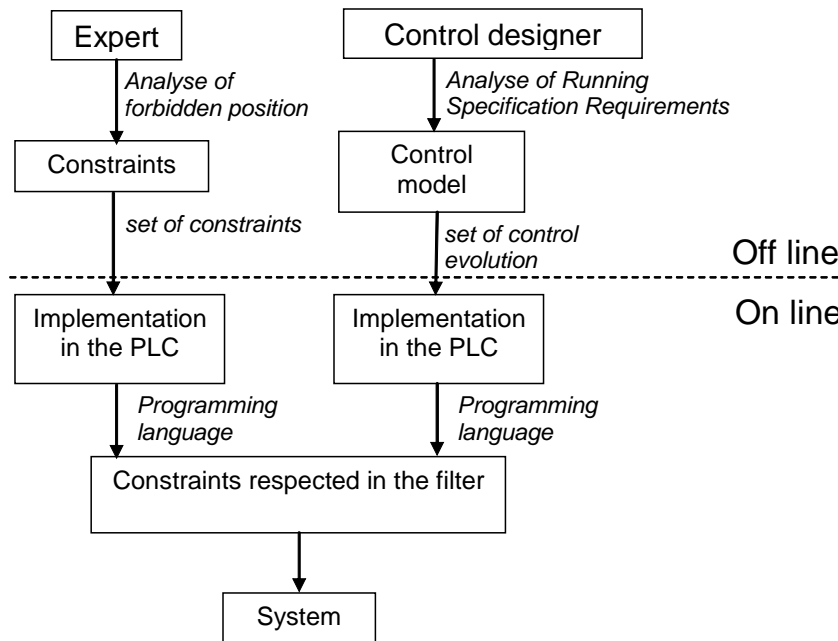 Expert
Control designer
Analyse of
forbidden position
Analyse of Running
Specification Requirements
Constraints
Control
model
set of constraints
set of control
evolution
Off line
On line
Implementation
in the PLC
Implementation
in the PLC
Programming
language
Programming
language
Constraints respected in the filter
System